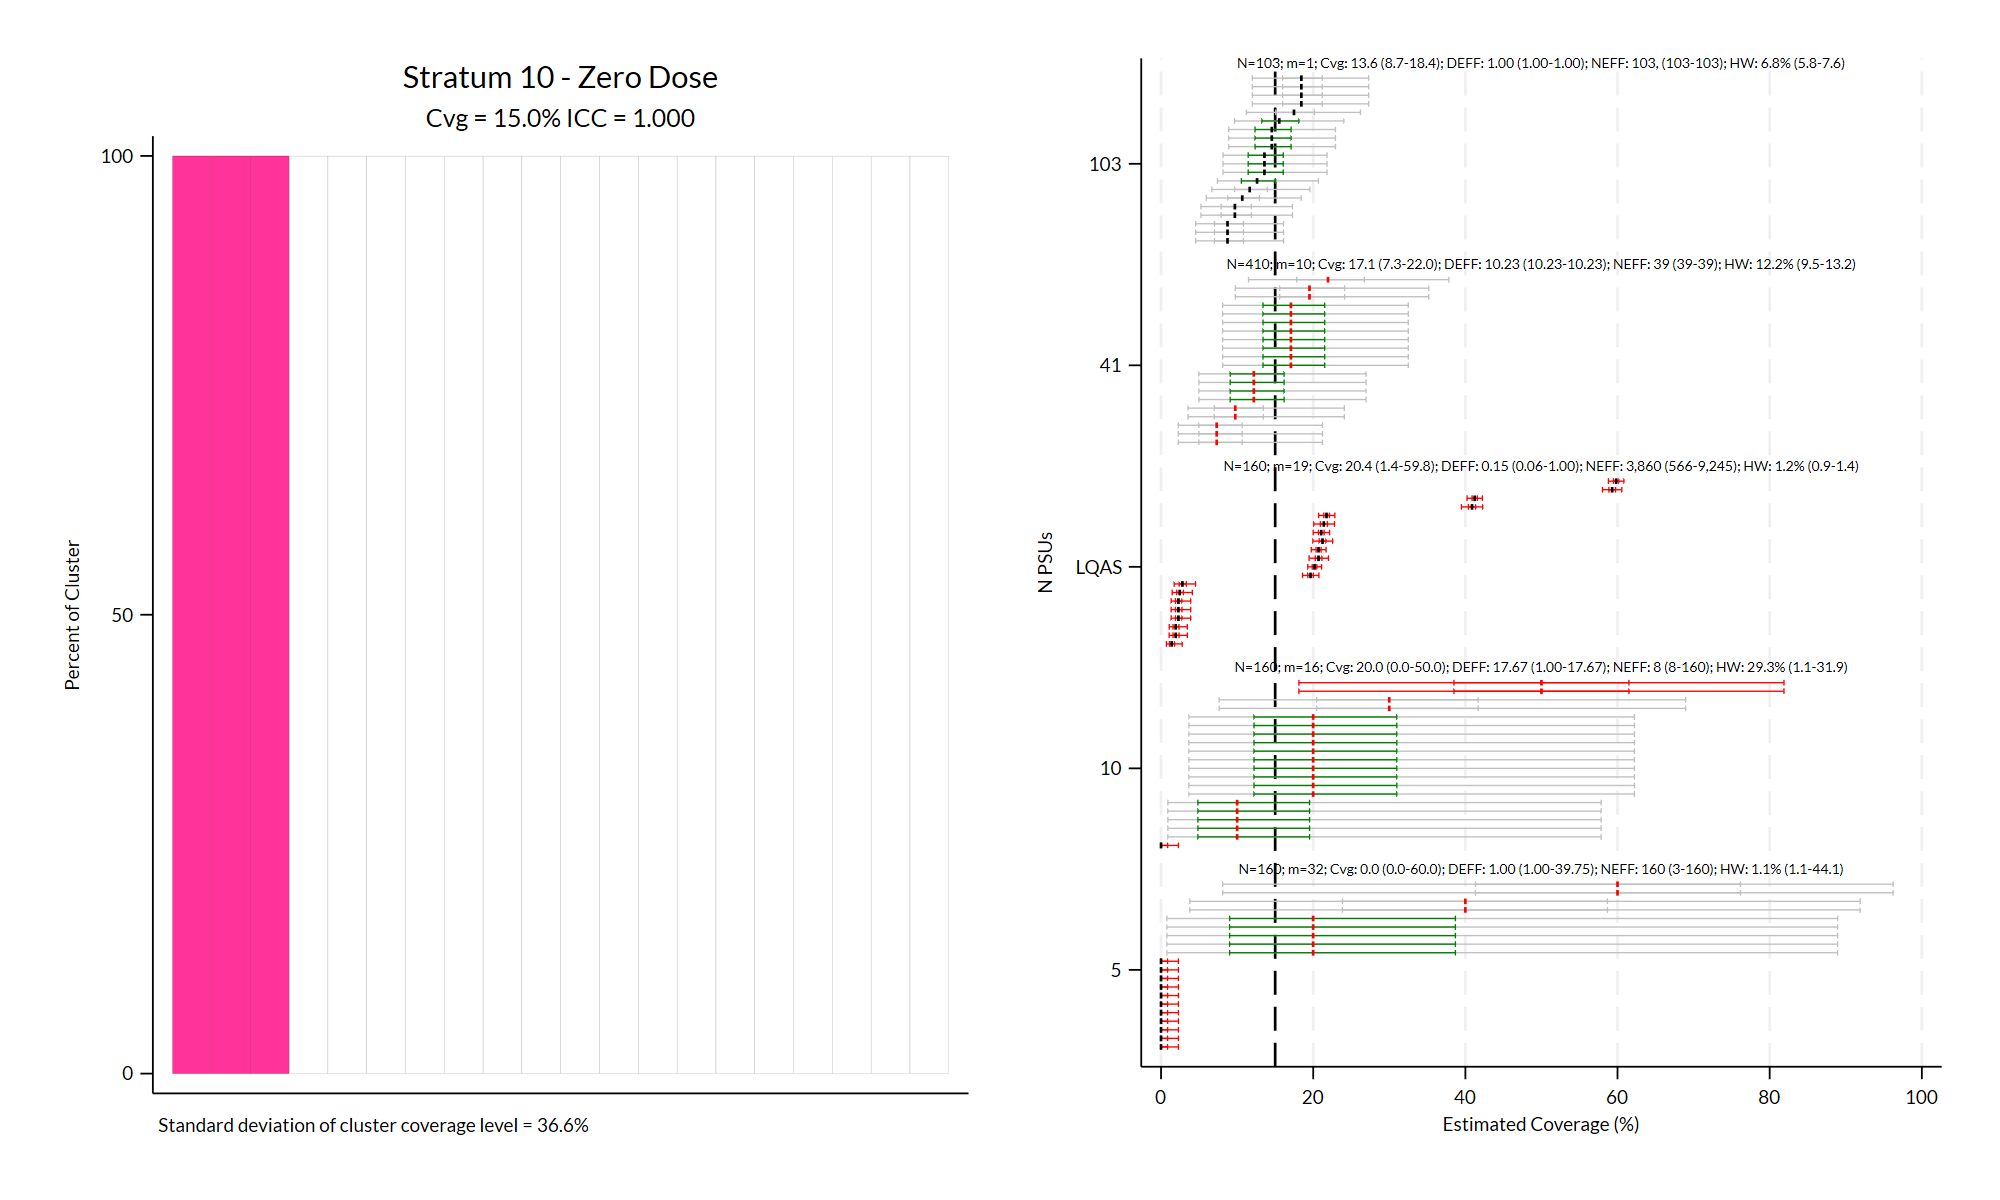 Stratum 10 - Zero Dose
Cvg = 15.0% ICC = 1.000
100
50
0
Percent of Cluster
Standard deviation of cluster coverage level = 36.6%
N=103; m=1; Cvg: 13.6 (8.7-18.4); DEFF: 1.00 (1.00-1.00); NEFF: 103, (103-103); HW: 6.8% (5.8-7.6)
103
N=410; m=10; Cvg: 17.1 (7.3-22.0); DEFF: 10.23 (10.23-10.23); NEFF: 39 (39-39); HW: 12.2% (9.5-13.2)
41
N=160; m=19; Cvg: 20.4 (1.4-59.8); DEFF: 0.15 (0.06-1.00); NEFF: 3,860 (566-9,245); HW: 1.2% (0.9-1.4)
LQAS
N=160; m=16; Cvg: 20.0 (0.0-50.0); DEFF: 17.67 (1.00-17.67); NEFF: 8 (8-160); HW: 29.3% (1.1-31.9)
10
N=160; m=32; Cvg: 0.0 (0.0-60.0); DEFF: 1.00 (1.00-39.75); NEFF: 160 (3-160); HW: 1.1% (1.1-44.1)
5
N PSUs
0 20 40 60 80 100
Estimated Coverage (%)